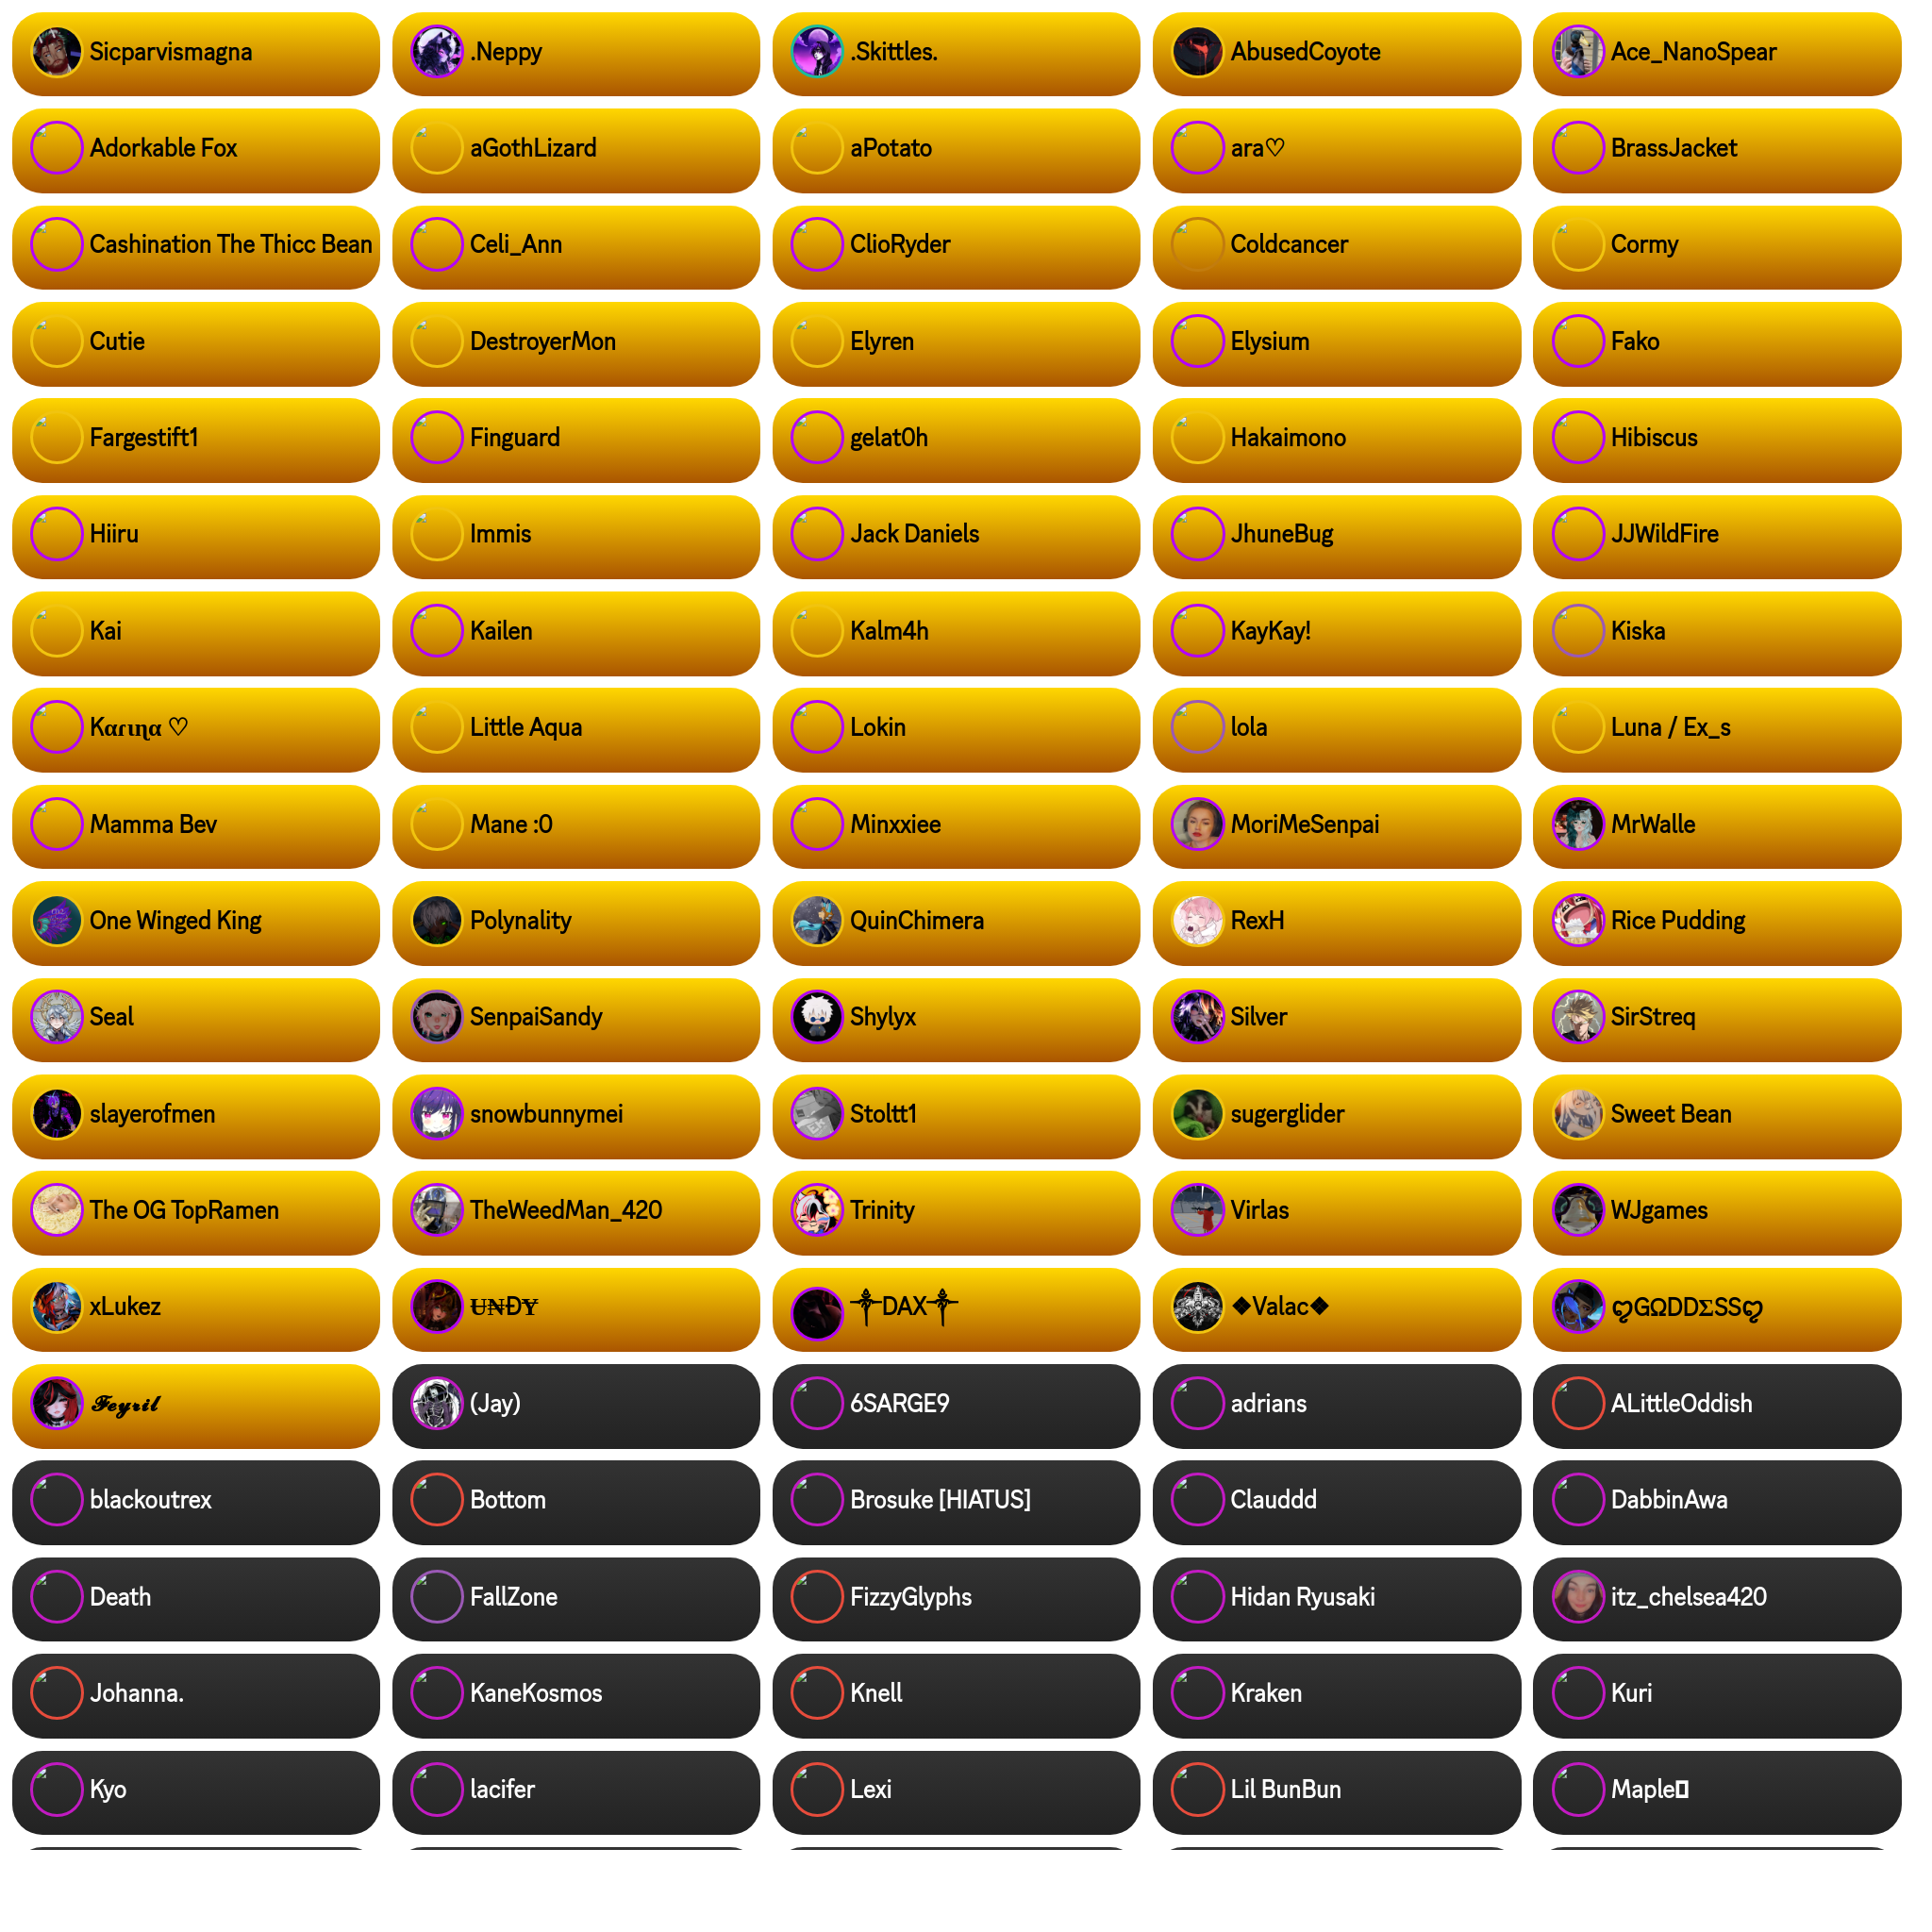 Sicparvismagna
.Neppy
.Skittles.
AbusedCoyote
Ace_NanoSpear
Adorkable Fox
aGothLizard
aPotato
ara♡
BrassJacket
Cashination The Thicc Bean
Celi_Ann
ClioRyder
Coldcancer
Cormy
Cutie
DestroyerMon
Elyren
Elysium
Fako
Fargestift1
Finguard
gelat0h
Hakaimono
Hibiscus
Hiiru
Immis
Jack Daniels
JhuneBug
JJWildFire
Kai
Kailen
Kalm4h
KayKay!
Kiska
Kαɾιɳα ♡
Little Aqua
Lokin
lola
Luna / Ex_s
Mamma Bev
Mane :0
Minxxiee
MoriMeSenpai
MrWalle
One Winged King
Polynality
QuinChimera
RexH
Rice Pudding
Seal
SenpaiSandy
Shylyx
Silver
SirStreq
slayerofmen
snowbunnymei
Stoltt1
sugerglider
Sweet Bean
The OG TopRamen
TheWeedMan_420
Trinity
Virlas
WJgames
xLukez
U̶₦ĐɎ
༒DAX༒
❖Valac❖
ღGΩDDΣSSღ
𝓕𝓮𝔂𝓻𝓲𝓵
(Jay)
6SARGE9
adrians
ALittleOddish
blackoutrex
Bottom
Brosuke [HIATUS]
Clauddd
DabbinAwa
Death
FallZone
FizzyGlyphs
Hidan Ryusaki
itz_chelsea420
Johanna.
KaneKosmos
Knell
Kraken
Kuri
Kyo
lacifer
Lexi
Lil BunBun
Maple